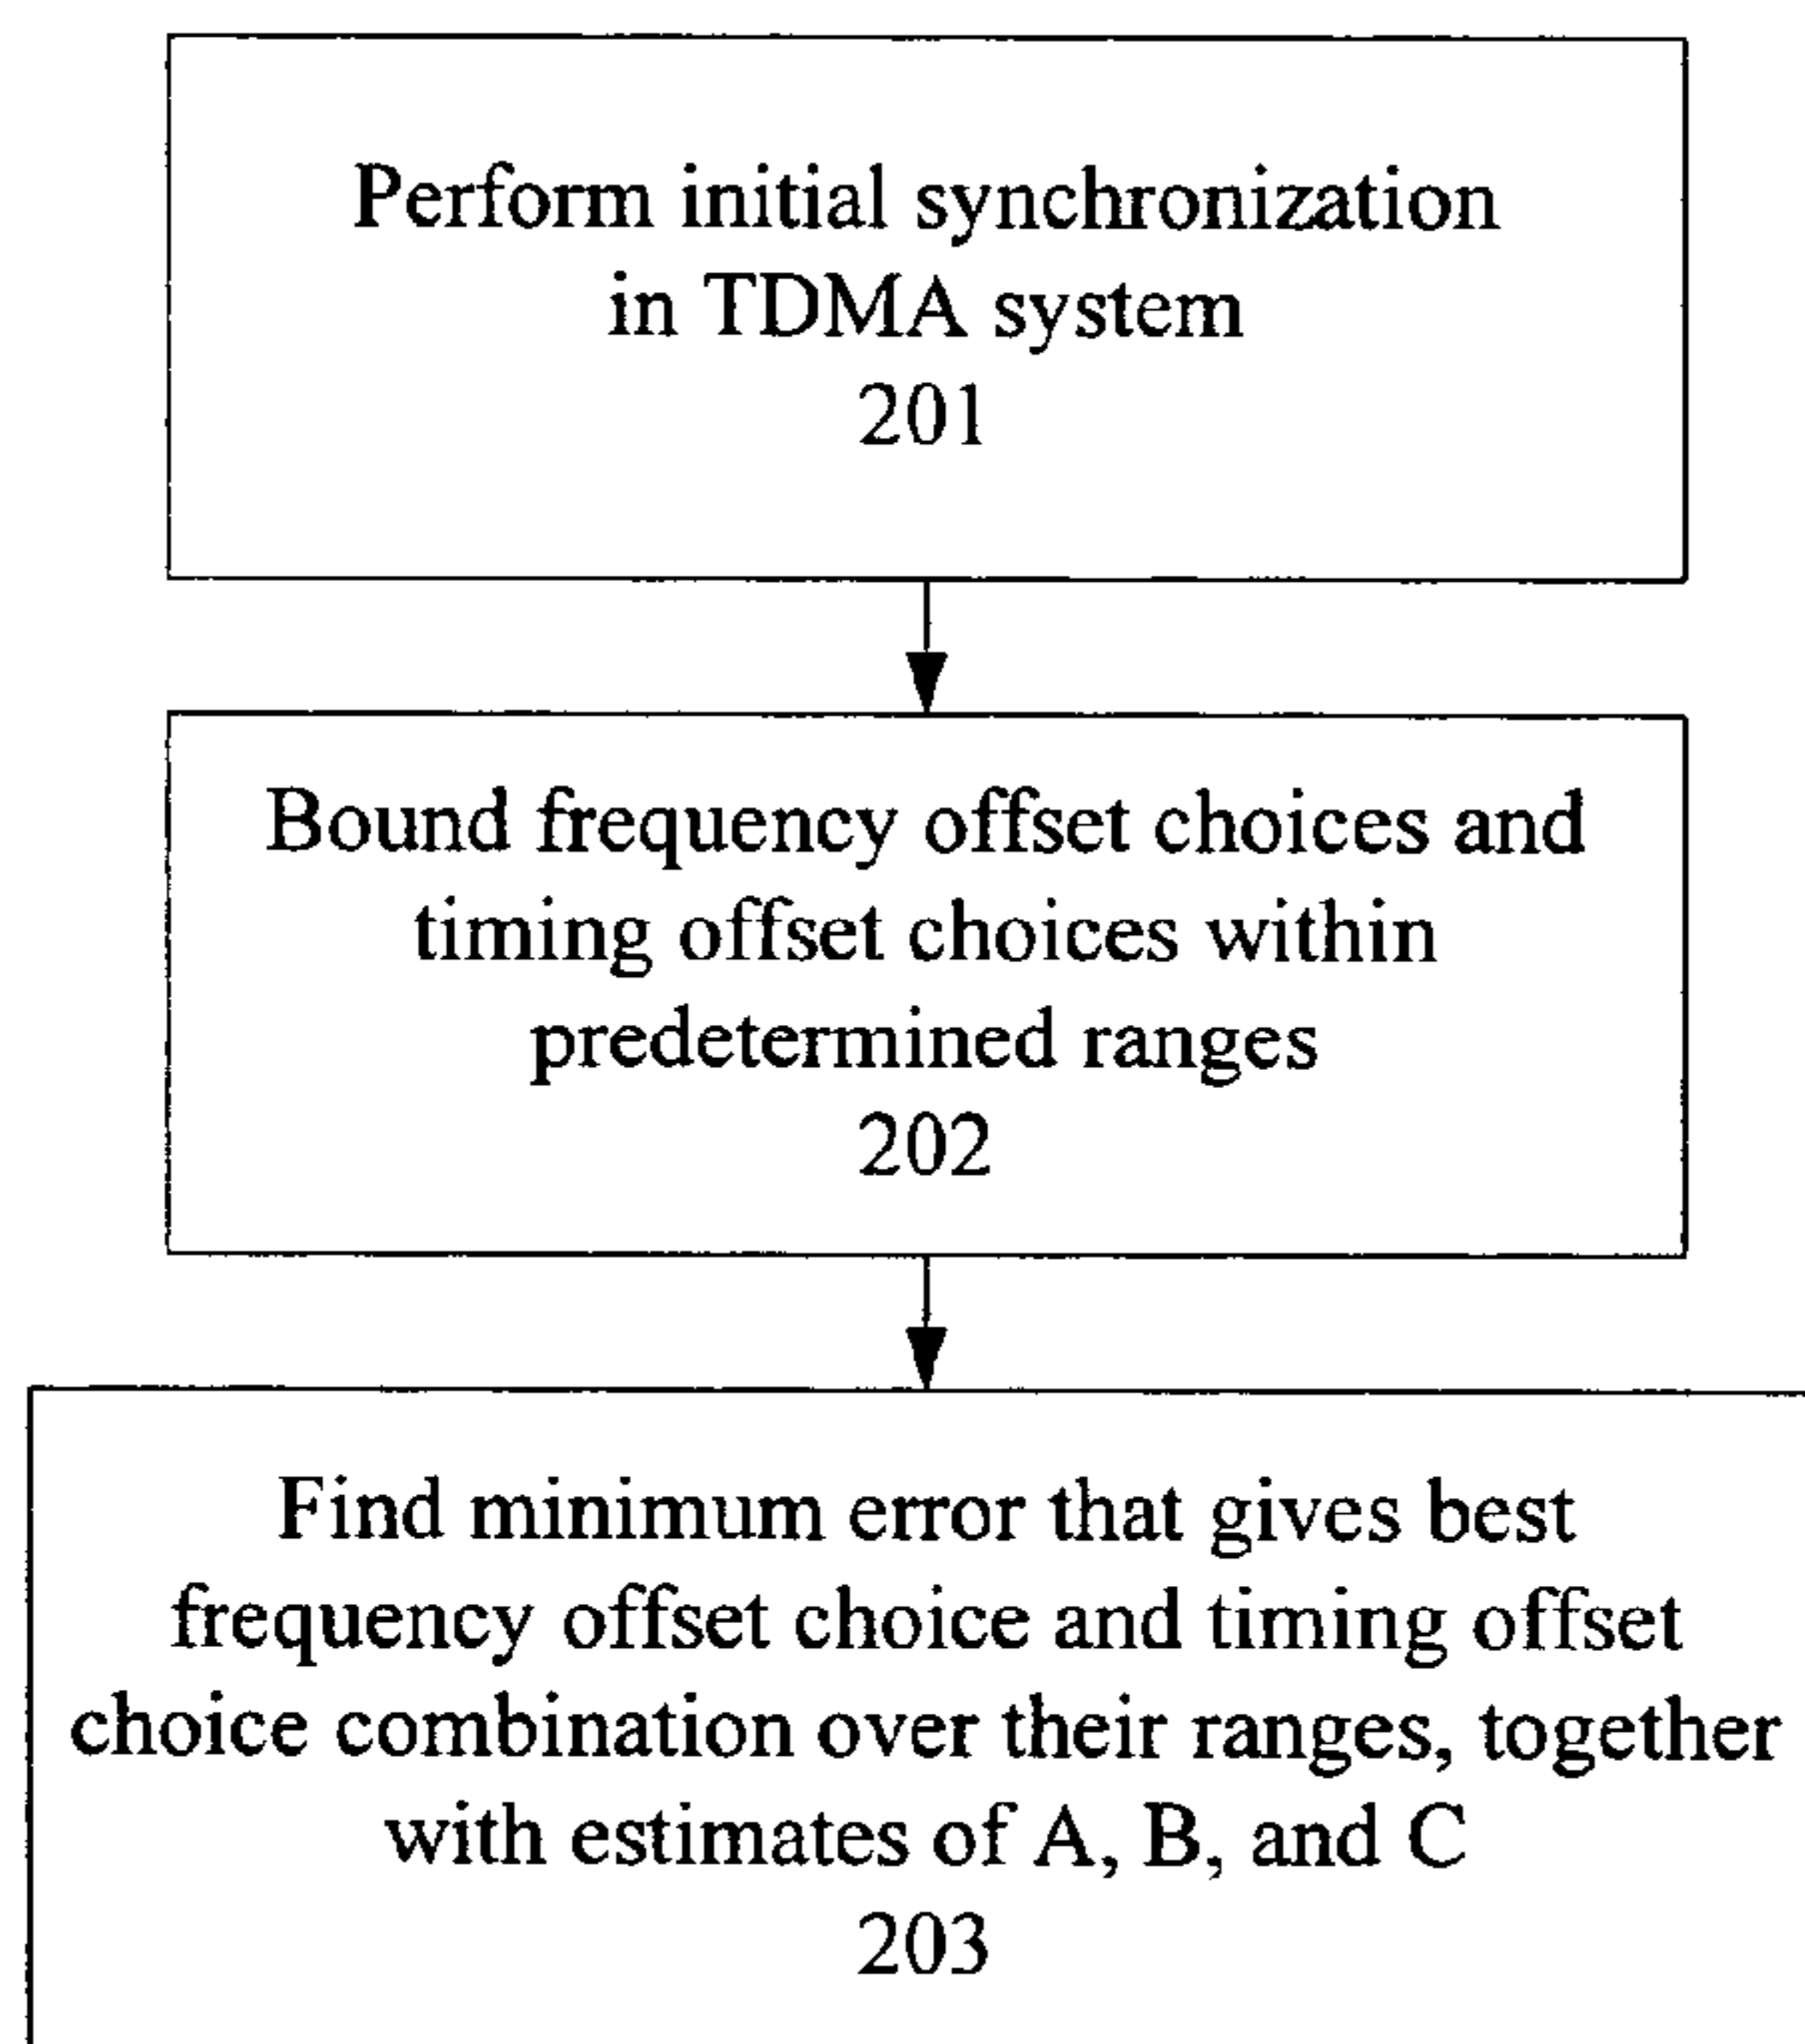 Perform initial synchronization
in TDMA system
201
Bound frequency offset choices and
timing offset choices within
predetermined ranges
202
Find minimum error that gives best
frequency offset choice and timing offset
choice combination over their ranges, together
with estimates of A, B, and C
203